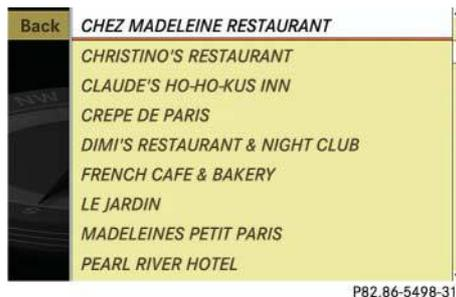 Back
CHEZ MADELEINE RESTAURANT
CHRISTINO'S RESTAURANT
CLAUDE'S HO-HO-KUS INN
CREPE DE PARIS
DIMI'S RESTAURANT & NIGHT CLUB
FRENCH CAFE & BAKERY
LE JARDIN
MADELEINES PETIT PARIS
PEARL RIVER HOTEL
NW
P82.86-5498-31